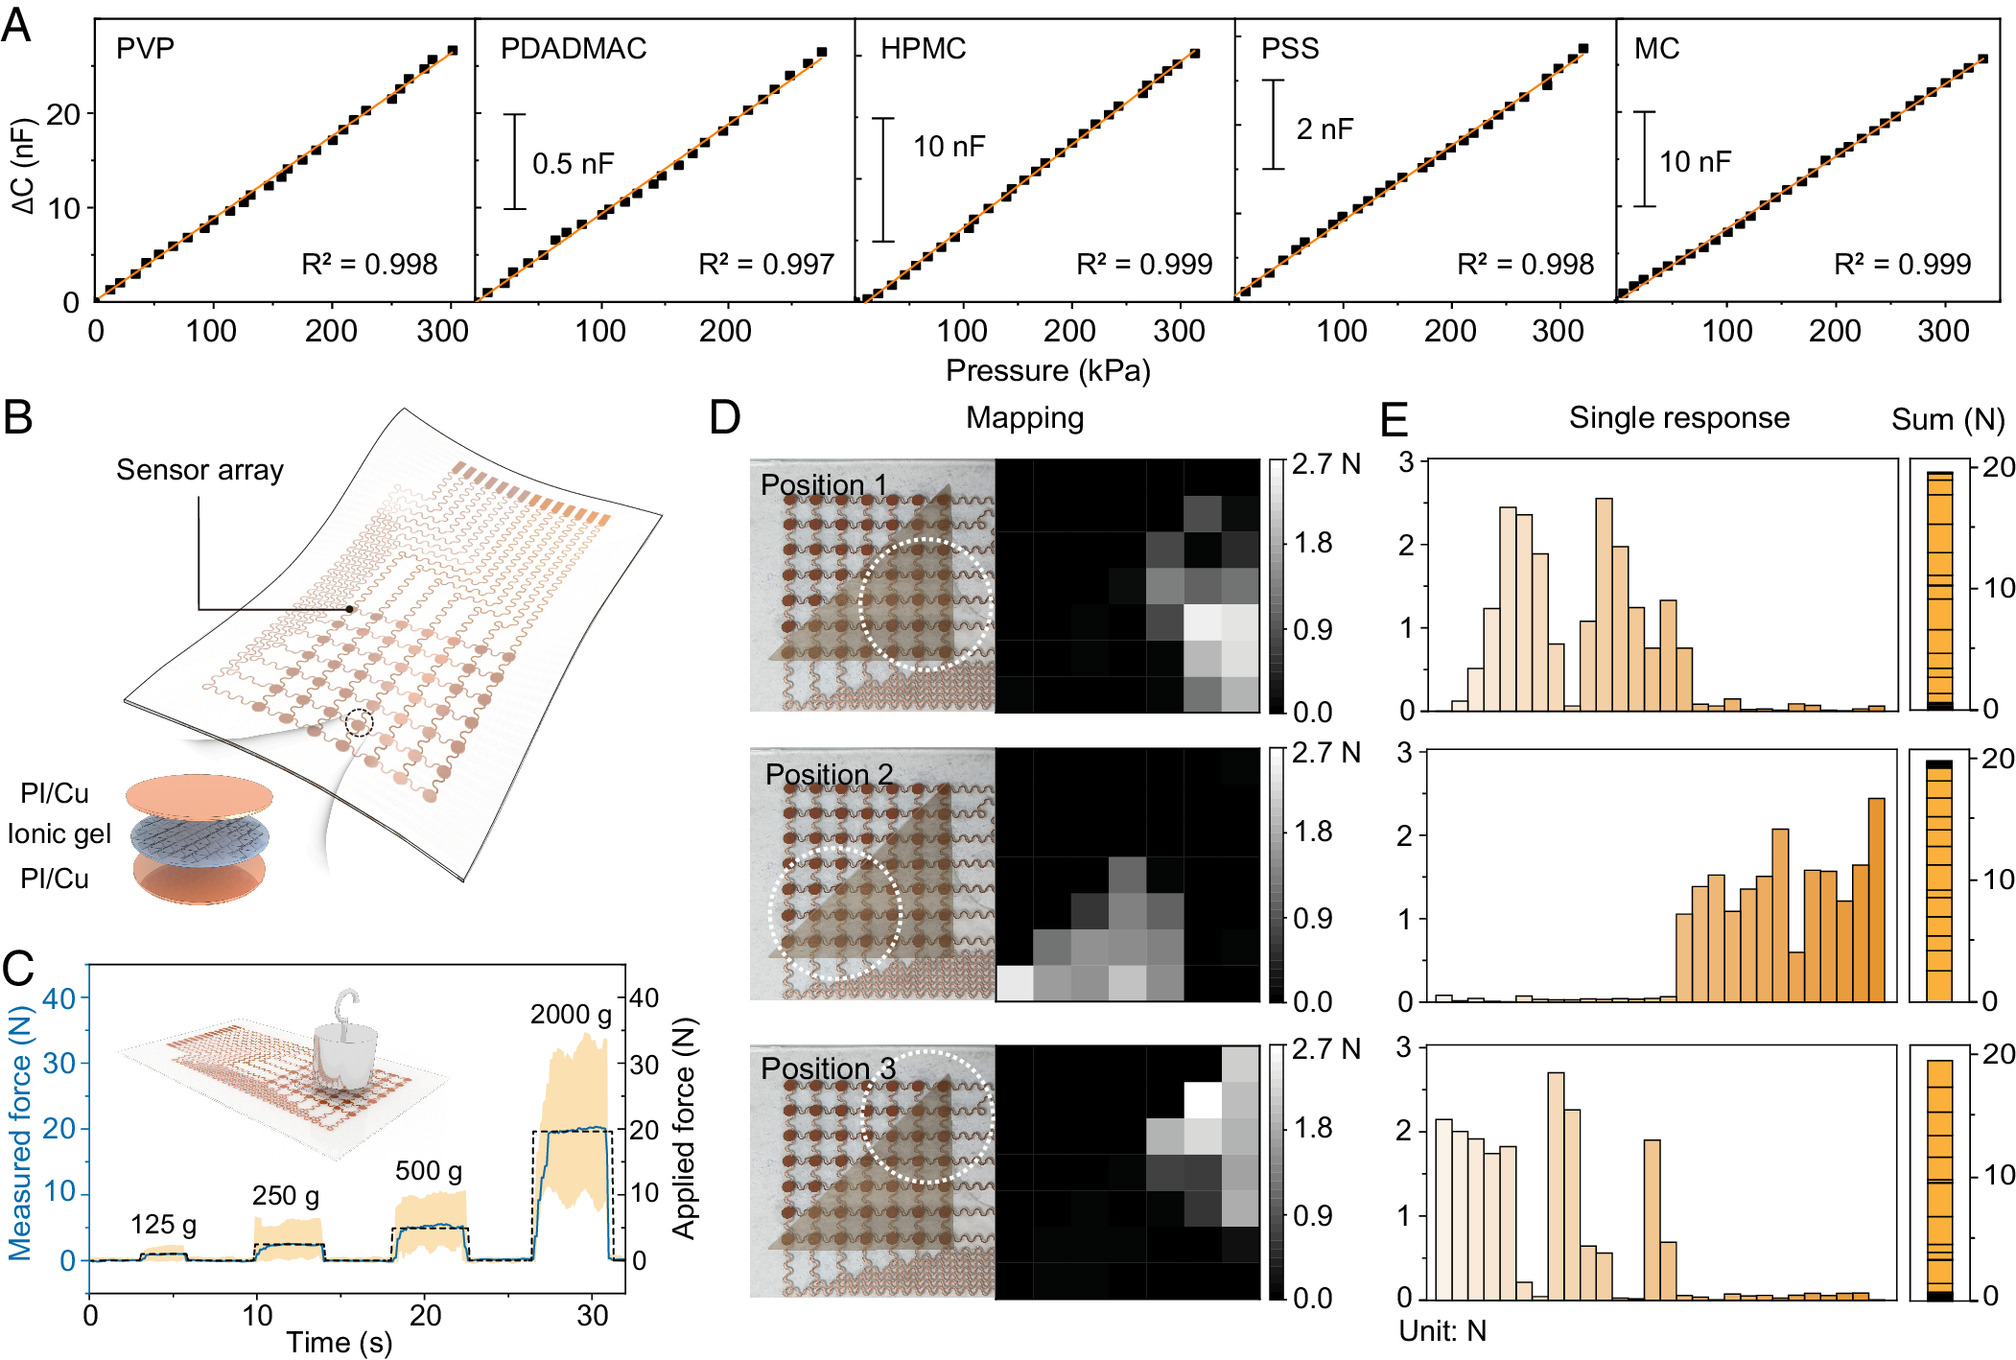 A
PVP
PDADMAC
HPMC
PSS
MC
ΔC (nF)
20
10
0
0.5 nF
10 nF
2 nF
10 nF
R² = 0.998
R² = 0.997
R² = 0.999
R² = 0.998
R² = 0.999
0 100 200 300
100 200
100 200 300
100 200 300
100 200 300
Pressure (kPa)
B
Sensor array
PI/Cu
Ionic gel
PI/Cu
C
Measured force (N)
40
30
20
10
0
125 g
250 g
500 g
2000 g
40
30
20
10
0
Applied force (N)
0 10 20 30
Time (s)
D
Mapping
Position 1
2.7 N
1.8
0.9
0.0
Position 2
2.7 N
1.8
0.9
0.0
Position 3
2.7 N
1.8
0.9
0.0
E
Single response
Sum (N)
3
2
1
0
20
10
0
3
2
1
0
20
10
0
3
2
1
0
20
10
0
Unit: N